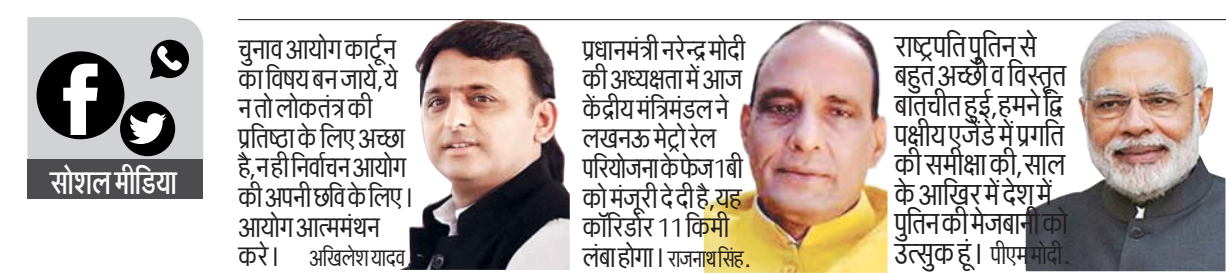 सोशल मीडिया
चुनाव आयोग कार्टून
का विषय बन जाये, ये
न तो लोकतंत्र की
प्रतिष्ठा के लिए अच्छा
है, न ही निर्वाचन आयोग
की अपनी छवि के लिए।
आयोग आत्ममंथन
करे। अखिलेश यादव.
प्रधानमंत्री नरेन्द्र मोदी
की अध्यक्षता में आज
केंद्रीय मंत्रिमंडल ने
लखनऊ मेट्रो रेल
परियोजना के फेज1बी
को मंजूरी दे दी है, यह
कॉरिडोर 11 किमी
लंबा होगा। राजनाथ सिंह.
राष्ट्रपति पुतिन से
बहुत अच्छी व विस्तृत
बातचीत हुई, हमने द्वि
पक्षीय एजेंडे में प्रगति
की समीक्षा की, साल
के आखिर में देश में
पुतिन की मेजबानी को
उत्सुक हूं। पीएम मोदी.